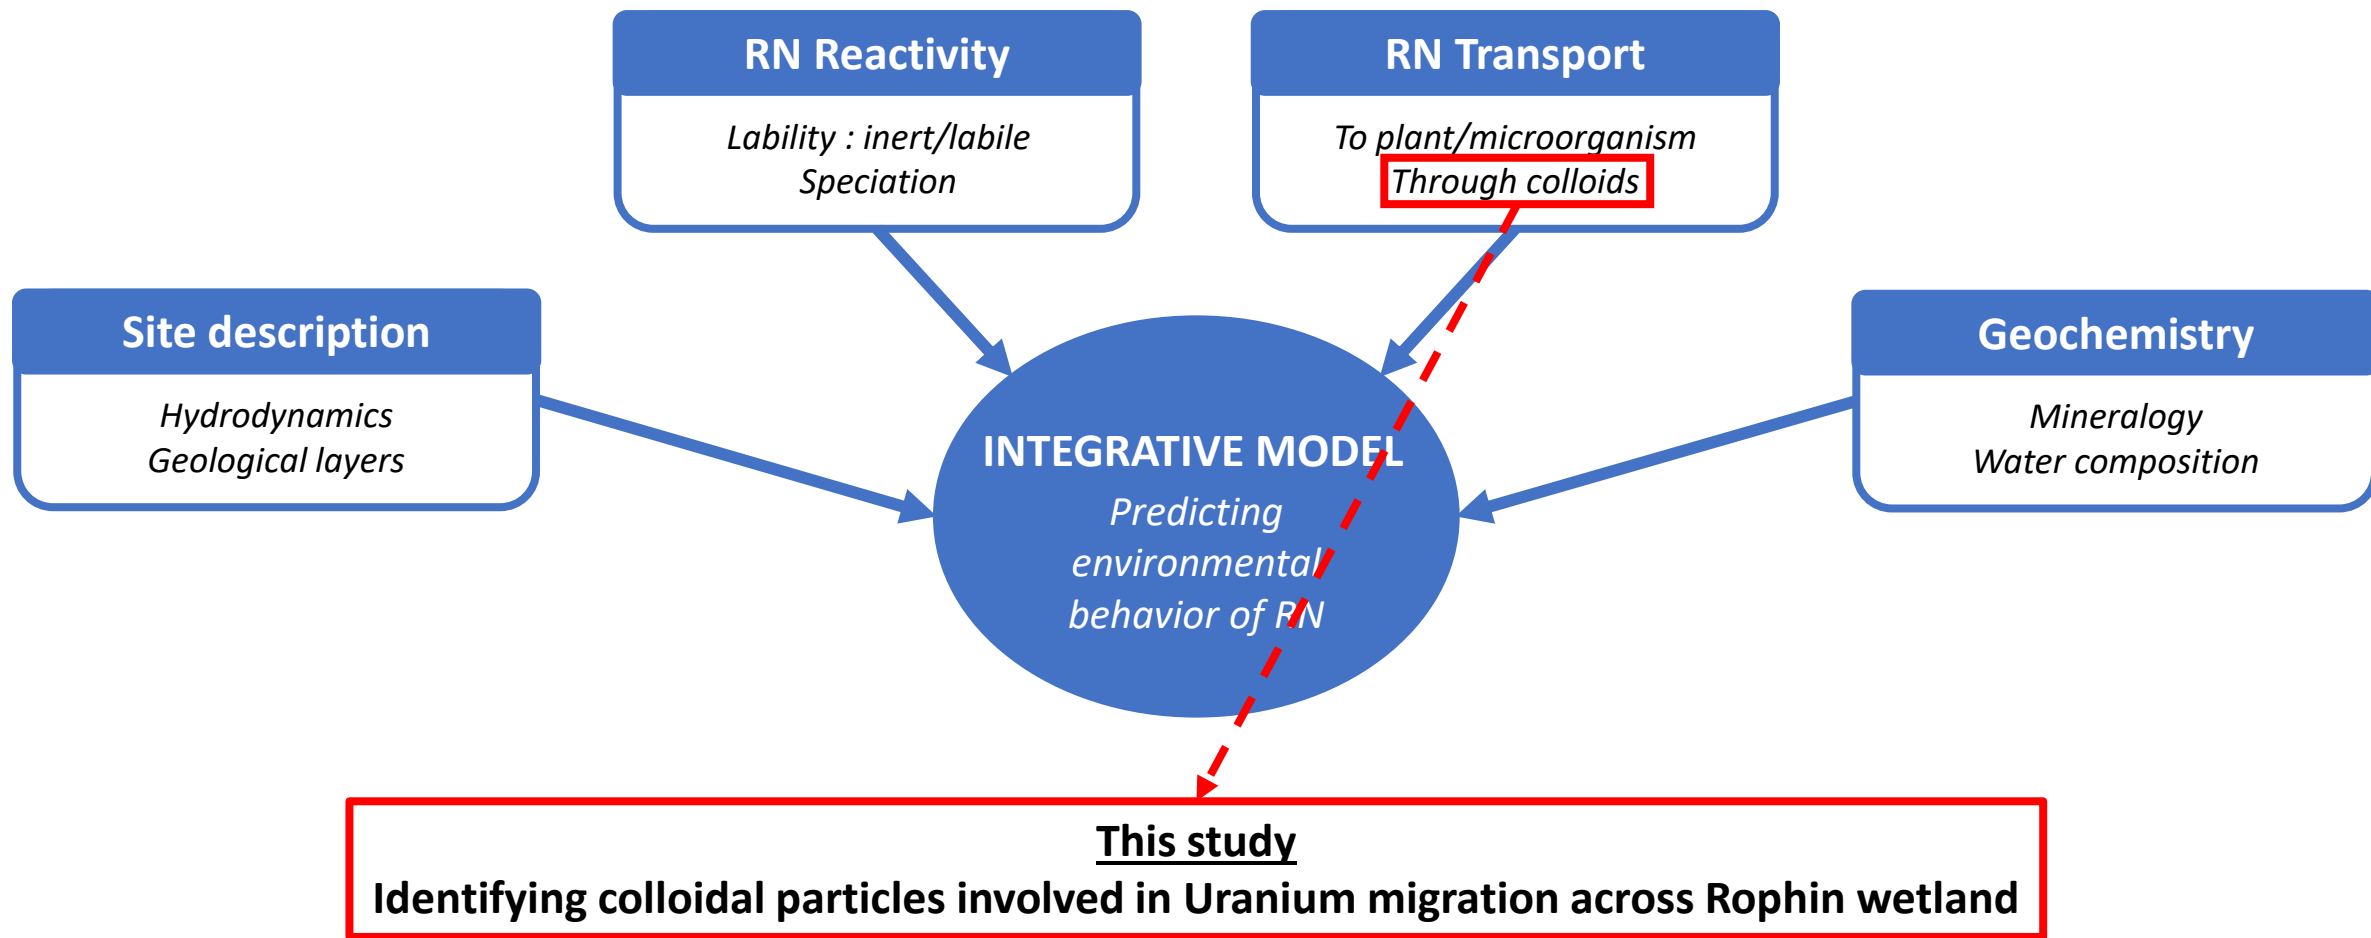 RN Reactivity
Lability : inert/labile
Speciation
RN Transport
To plant/microorganism
Through colloids
Site description
Hydrodynamics
Geological layers
Geochemistry
Mineralogy
Water composition
INTEGRATIVE MODEL
Predicting
environmental
behavior of RN
This study
Identifying colloidal particles involved in Uranium migration across Rophin wetland